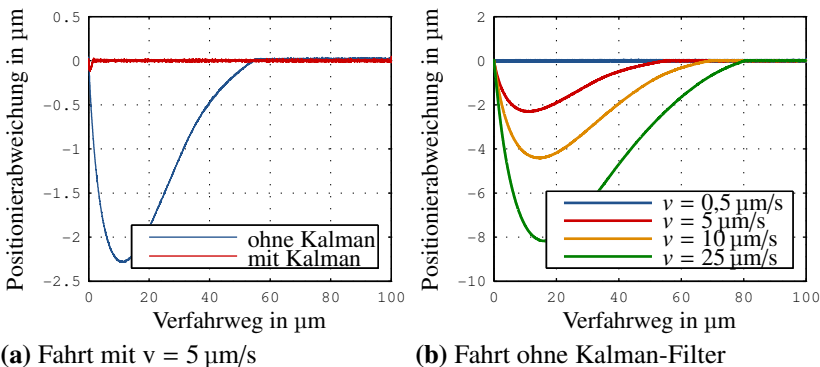 Positionierabweichung in µm
0.5
0
−0.5
−1
−1.5
−2
−2.5
0
20
40
60
80
100
ohne Kalman
mit Kalman
Verfahrweg in µm
(a) Fahrt mit v = 5 µm/s
Positionierabweichung in µm
2
0
−2
−4
−6
−8
−10
0
20
40
60
80
100
v = 0,5 µm/s
v = 5 µm/s
v = 10 µm/s
v = 25 µm/s
Verfahrweg in µm
(b) Fahrt ohne Kalman-Filter